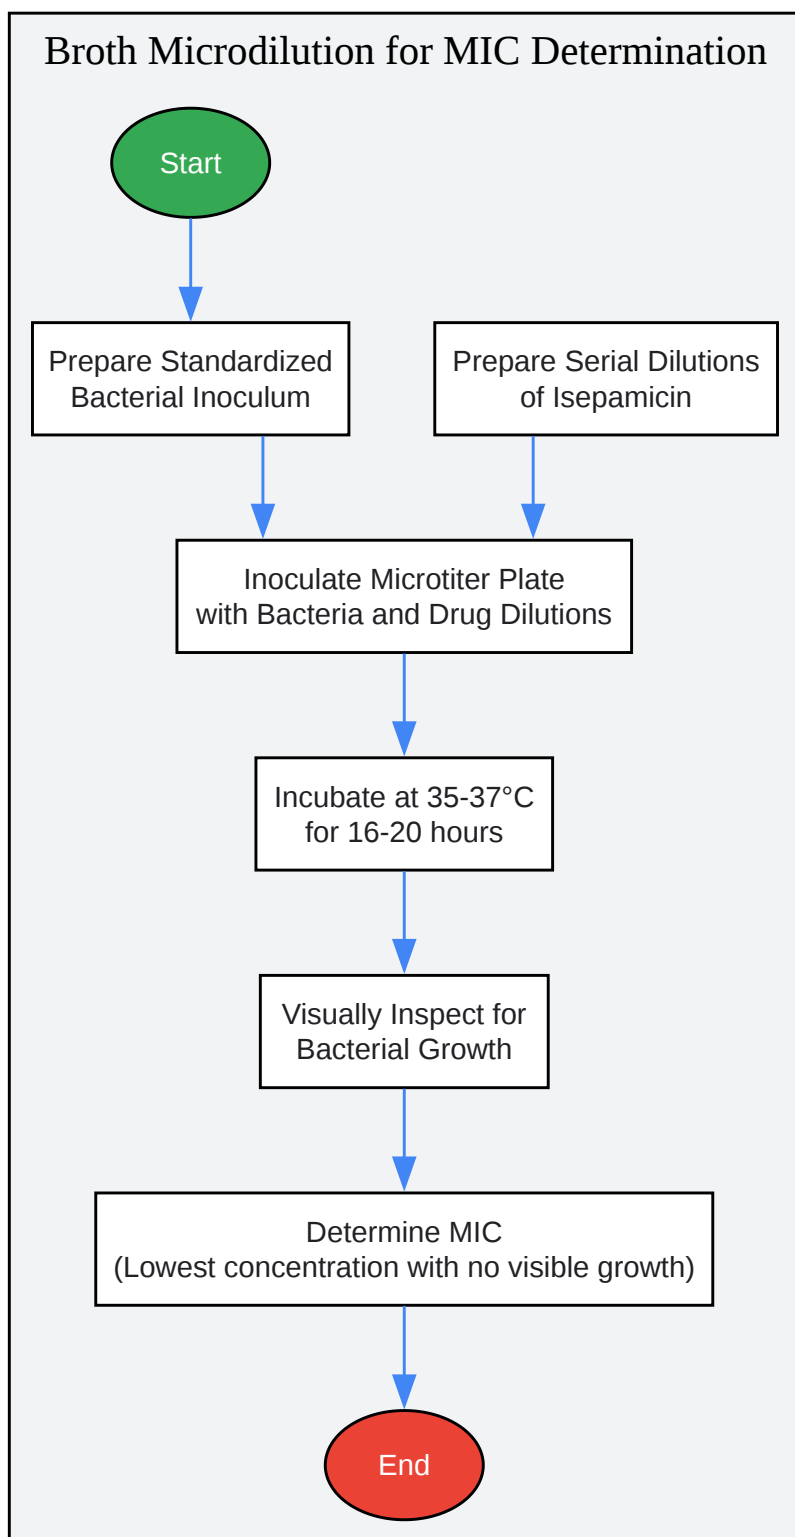 Broth Microdilution for MIC Determination
Start
Prepare Standardized
Bacterial Inoculum
Prepare Serial Dilutions
of Isepamicin
Inoculate Microtiter Plate
with Bacteria and Drug Dilutions
Incubate at 35-37°C
for 16-20 hours
Visually Inspect for
Bacterial Growth
Determine MIC
(Lowest concentration with no visible growth)
End